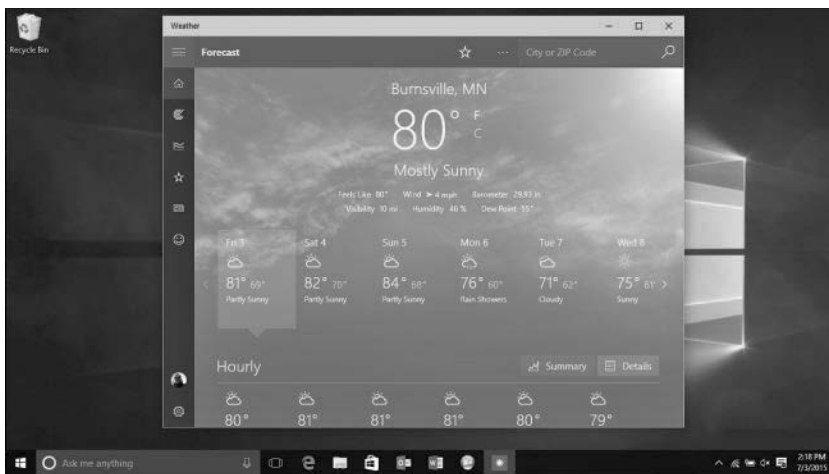 Recycle Bin
Weather
Forecast
City or ZIP Code
Burnsville, MN
80° F
C
Mostly Sunny
Feels Like 80° Wind 4 mph Barometer 29.93 in
Visibility 10 mi Humidity 46 % Dew Point 55°
Fri 3 Sat 4 Sun 5 Mon 6 Tue 7 Wed 8
81° 69° 82° 70° 84° 68° 76° 60° 71° 62° 75° 61°
Partly Sunny Partly Sunny Partly Sunny Rain Showers Cloudy Sunny
Hourly Summary Details
80° 81° 81° 81° 80° 79°
Ask me anything
2:18 PM
7/3/2015